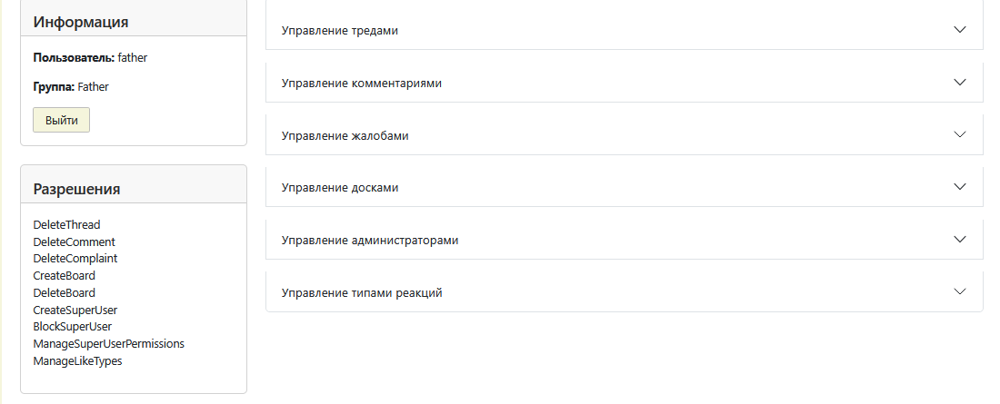 Информация
Пользователь: father
Группа: Father
Выйти
Разрешения
DeleteThread
DeleteComment
DeleteComplaint
CreateBoard
DeleteBoard
CreateSuperUser
BlockSuperUser
ManageSuperUserPermissions
ManageLikeTypes
Управление тредами
Управление комментариями
Управление жалобами
Управление досками
Управление администраторами
Управление типами реакций